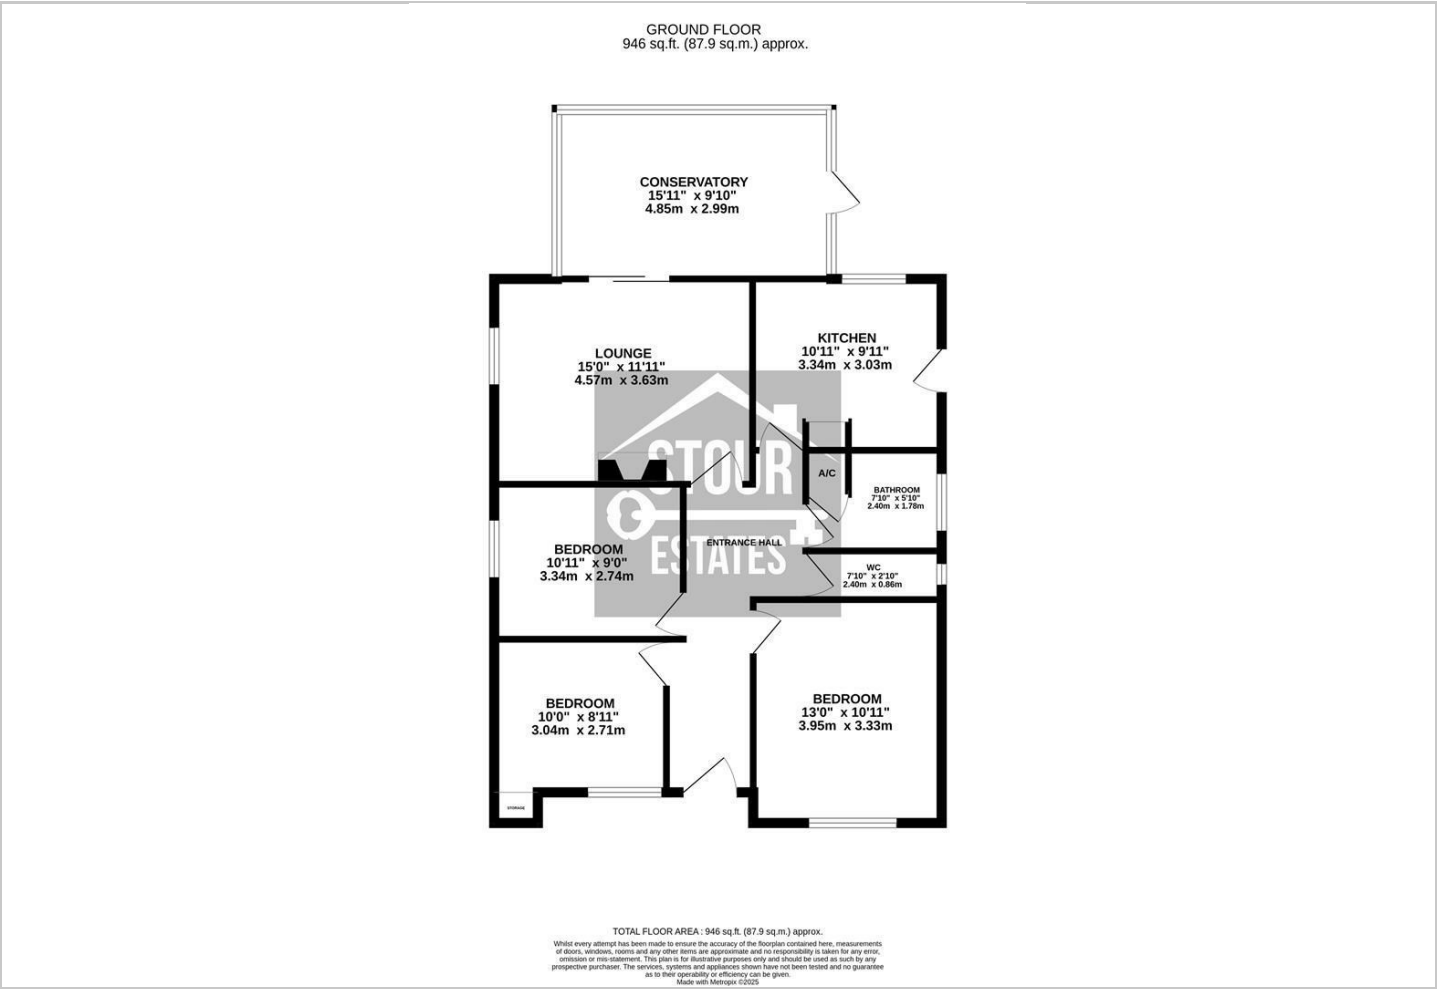 GROUND FLOOR
946 sq.ft. (87.9 sq.m.) approx.
CONSERVATORY
15'11" x 9'10"
4.85m x 2.99m
KITCHEN
10'11" x 9'11"
3.34m x 3.03m
LOUNGE
15'0" x 11'11"
4.57m x 3.63m
STOUR
A/C
BATHROOM
7'10" x 5'10"
2.40m x 1.78m
ENTRANCE HALL
ESTATES
BEDROOM
10'11" x 9'0"
3.34m x 2.74m
WC
7'10" x 2'10"
2.40m x 0.86m
BEDROOM
10'0" x 8'11"
3.04m x 2.71m
BEDROOM
13'0" x 10'11"
3.95m x 3.33m
STORAGE
TOTAL FLOOR AREA : 946 sq.ft. (87.9 sq.m.) approx.
Whilst every attempt has been made to ensure the accuracy of the floorplan contained here, measurements
of doors, windows, rooms and any other items are approximate and no responsibility is taken for any error,
omission or mis-statement. This plan is for illustrative purposes only and should be used as such by any
prospective purchaser. The services, systems and appliances shown have not been tested and no guarantee
as to their operability or efficiency can be given.
Made with Metropix ©2025